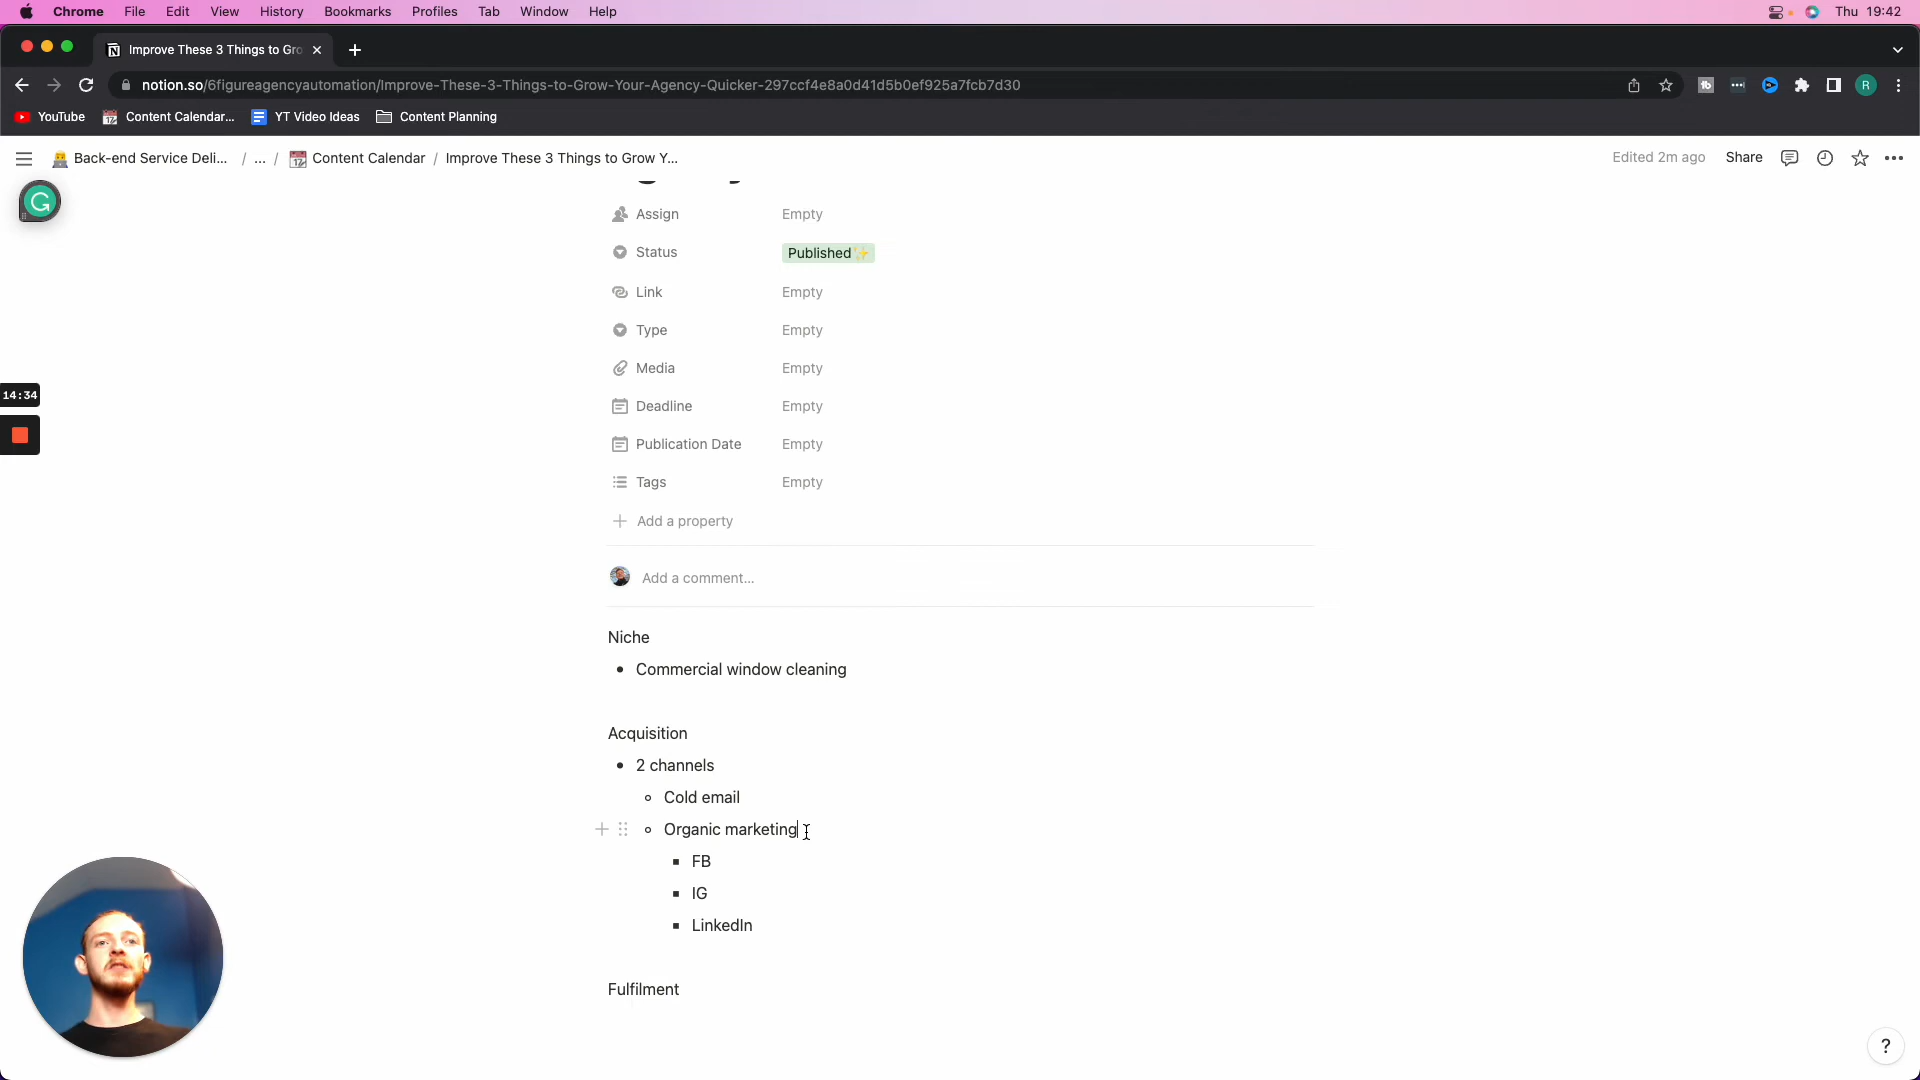 Chrome File Edit View History Bookmarks Profiles Tab Window Help Thu 19:42
Improve These 3 Things to Gro
notion.so/6figureagencyautomation/Improve-These-3-Things-to-Grow-Your-Agency-Quicker-297ccf4e8a0d41d5b0ef925a7fcb7d30
R
YouTube Content Calendar... YT Video Ideas Content Planning
Back-end Service Deli... / ... / Content Calendar / Improve These 3 Things to Grow Y... Edited 2m ago Share
Assign Empty
Status Published✨
Link Empty
Type Empty
Media Empty
14:34
Deadline Empty
Publication Date Empty
Tags Empty
Add a property
Add a comment...
Niche
• Commercial window cleaning
Acquisition
• 2 channels
Cold email
Organic marketing
FB
IG
LinkedIn
Fulfilment
?